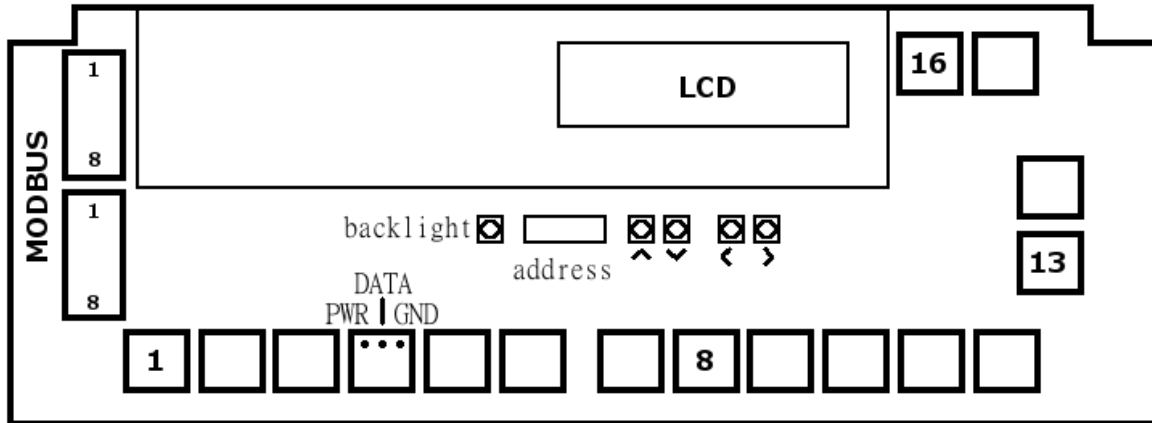 1
8
MODBUS
1
8
LCD
16
13
backlight
address
DATA
PWR GND
1
8